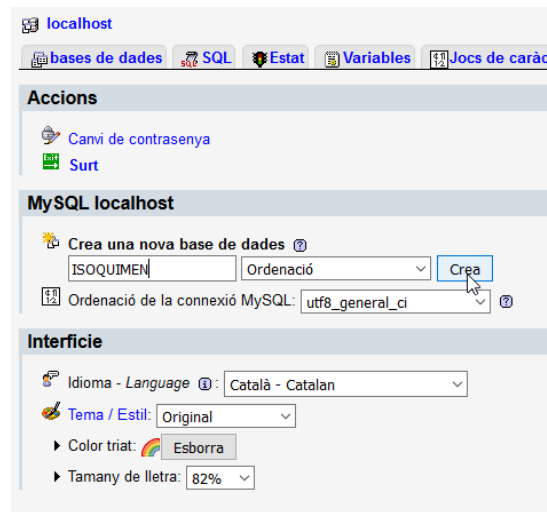 localhost
bases de dades SQL Estat Variables Jocs de caràc
Accions
Canvi de contrasenya
Surt
MySQL localhost
Crea una nova base de dades
ISOQUIMEN Ordenació Crea
Ordenació de la connexió MySQL: utf8_general_ci
Interfície
Idioma - Language : Català - Catalan
Tema / Estil: Original
Color triat: Esborra
Tamany de lletra: 82%